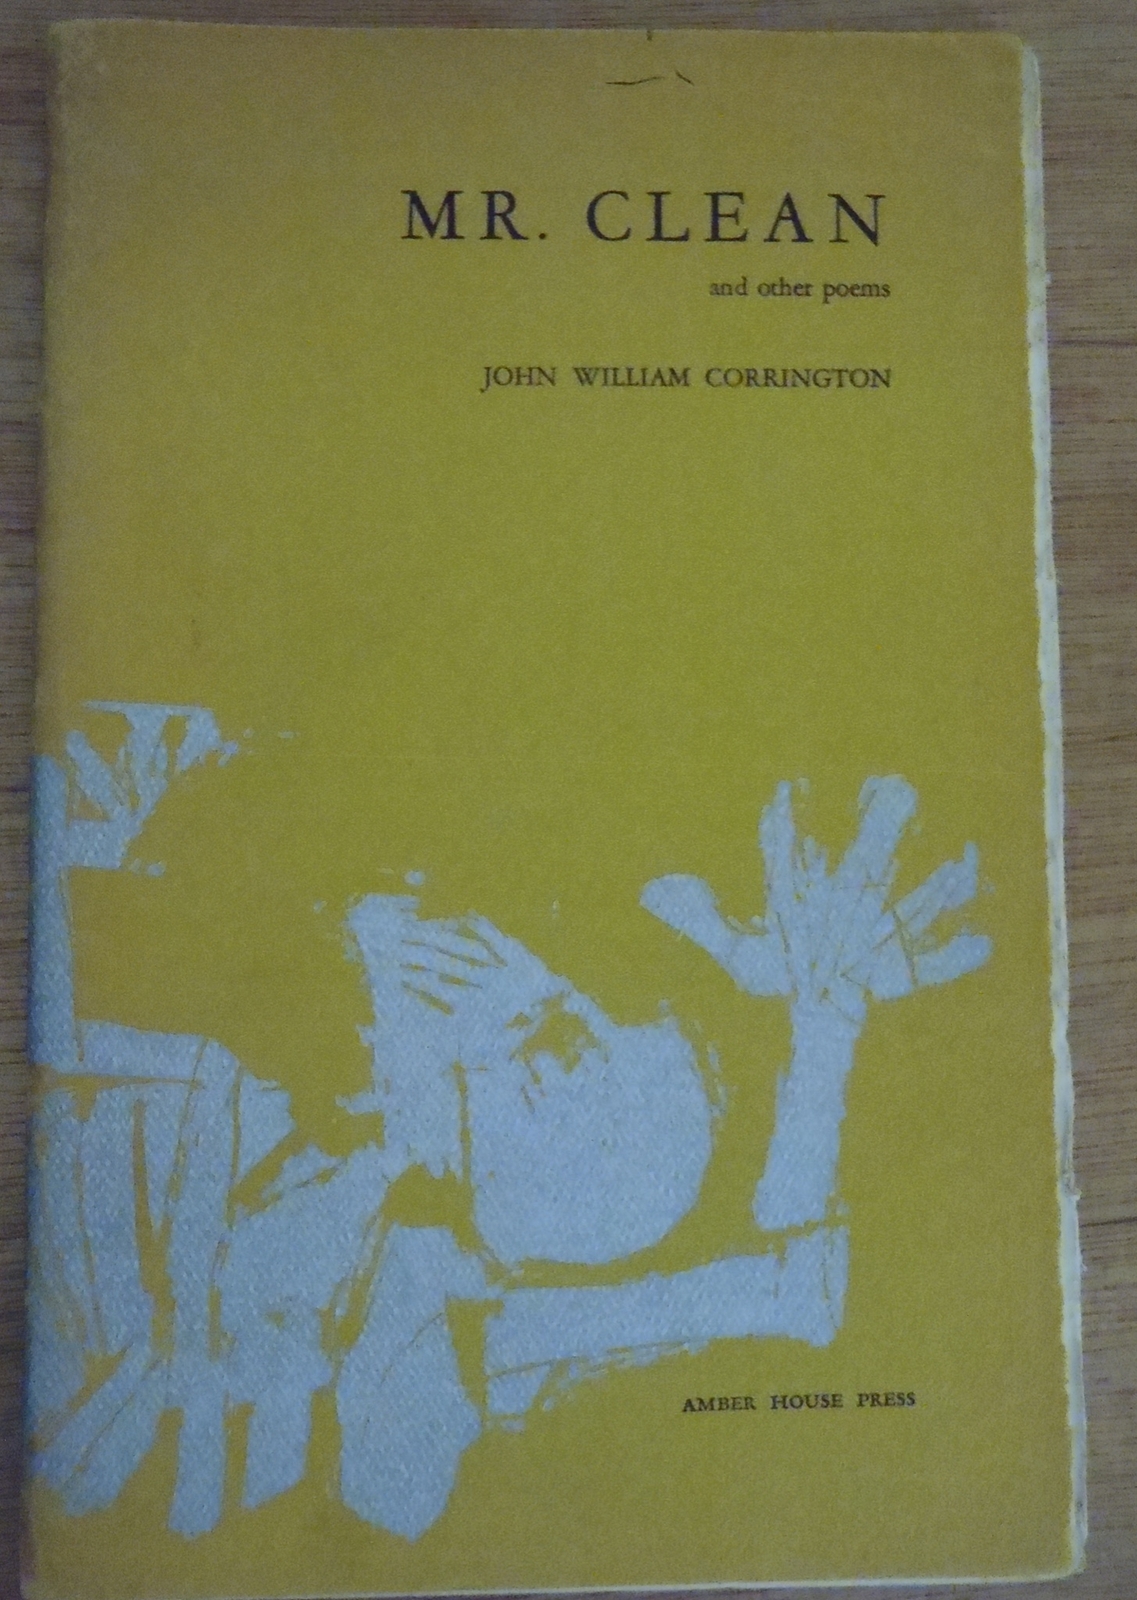 MR. CLEAN
and other poems
JOHN WILLIAM CORRINGTON
AMBER HOUSE PRESS